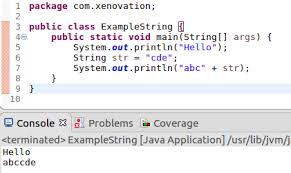 1 package com.xenovation;
2
3 public class ExampleString {
4 public static void main(String[] args) {
5 System.out.println("Hello");
6 String str = "cde";
7 System.out.println("abc" + str);
8 }
9 }
10
Console Problems Coverage
<terminated> ExampleString [Java Application] /usr/lib/jvm/j
Hello
abccde